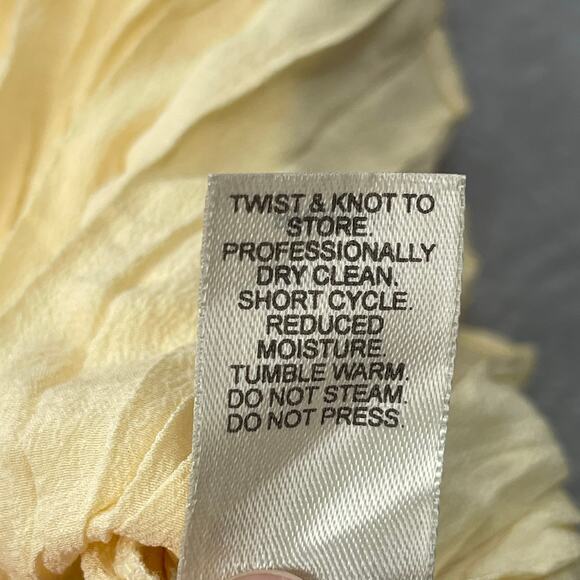 TWIST & KNOT TO
STORE.
PROFESSIONALLY
DRY CLEAN.
SHORT CYCLE.
REDUCED
MOISTURE.
TUMBLE WARM.
DO NOT STEAM.
DO NOT PRESS.